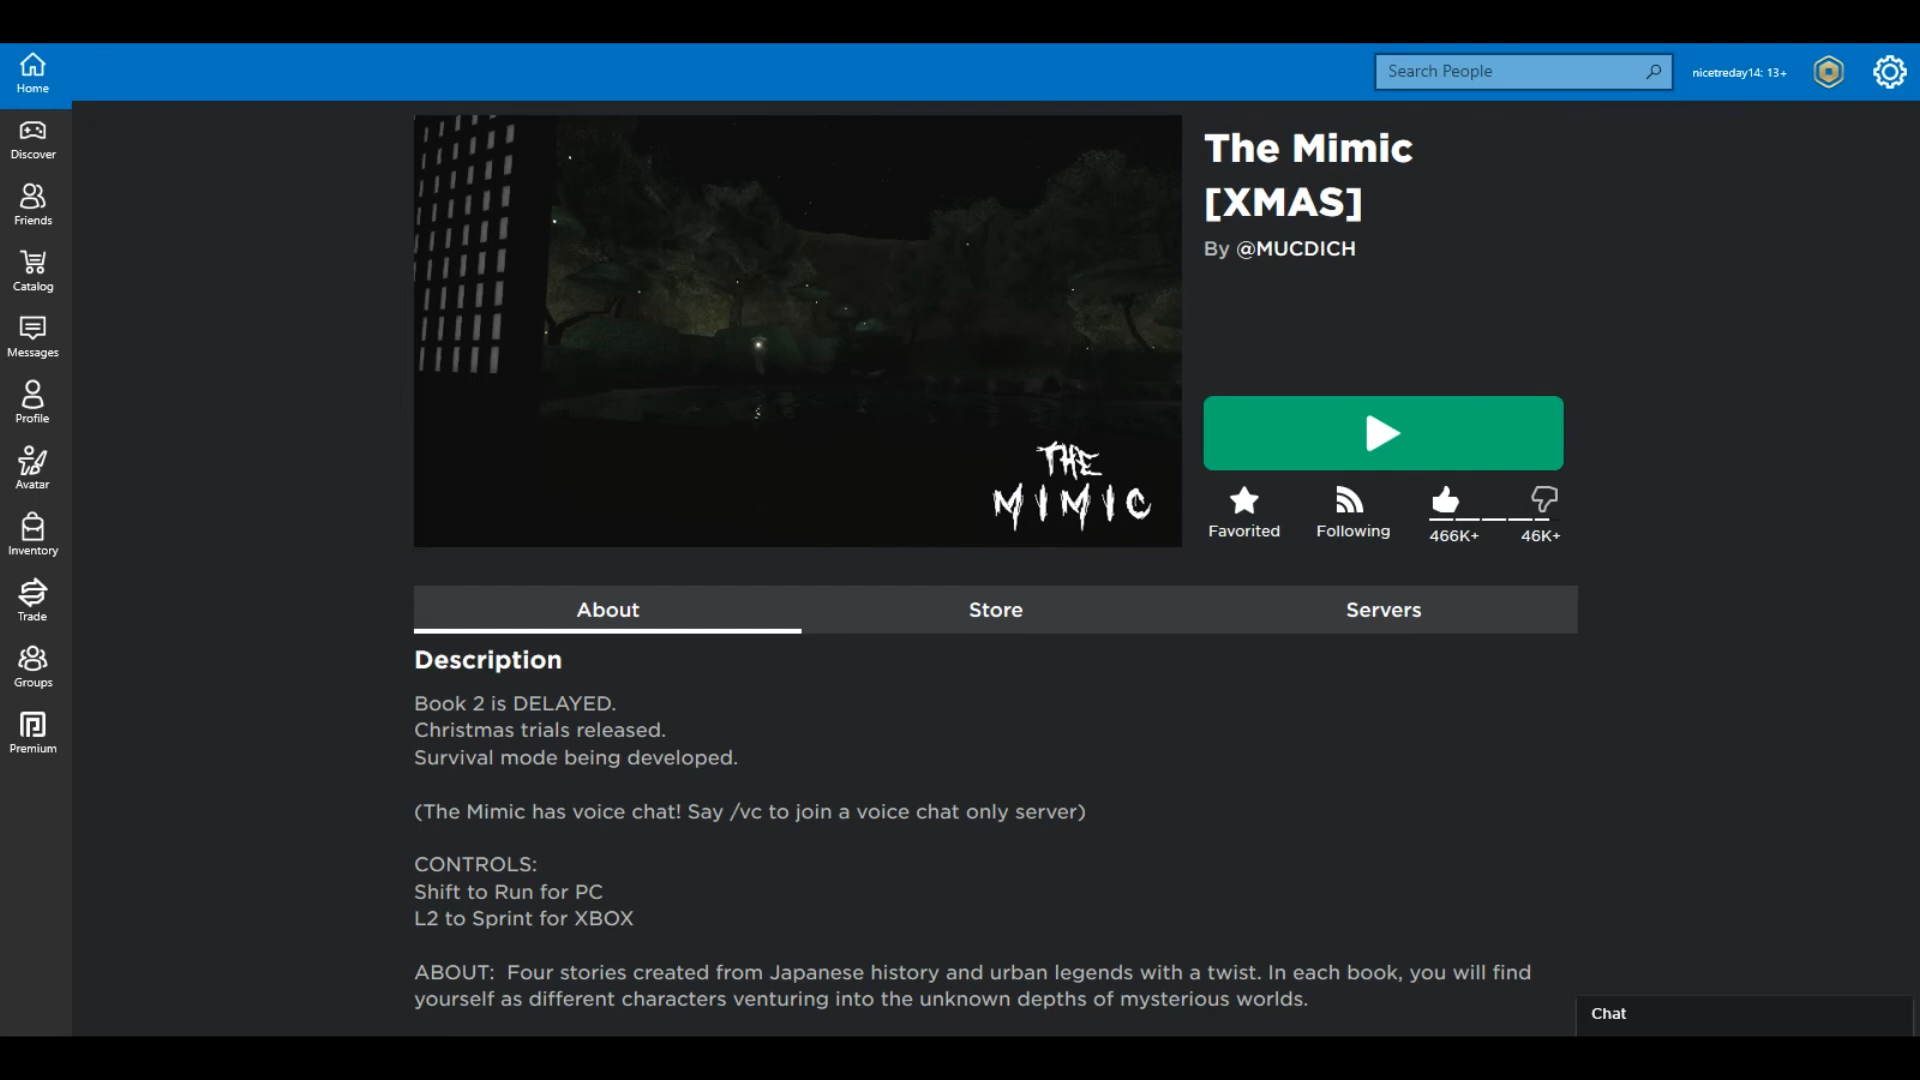 Home
Search People
nicetreday14: 13+
Discover
Friends
Catalog
Messages
Profile
Avatar
Inventory
Trade
Groups
Premium
THE
MIMIC
The Mimic
[XMAS]
By @MUCDICH
Favorited
Following
466K+
46K+
About
Store
Servers
Description
Book 2 is DELAYED.
Christmas trials released.
Survival mode being developed.
(The Mimic has voice chat! Say /vc to join a voice chat only server)
CONTROLS:
Shift to Run for PC
L2 to Sprint for XBOX
ABOUT:  Four stories created from Japanese history and urban legends with a twist. In each book, you will find
yourself as different characters venturing into the unknown depths of mysterious worlds.
Chat